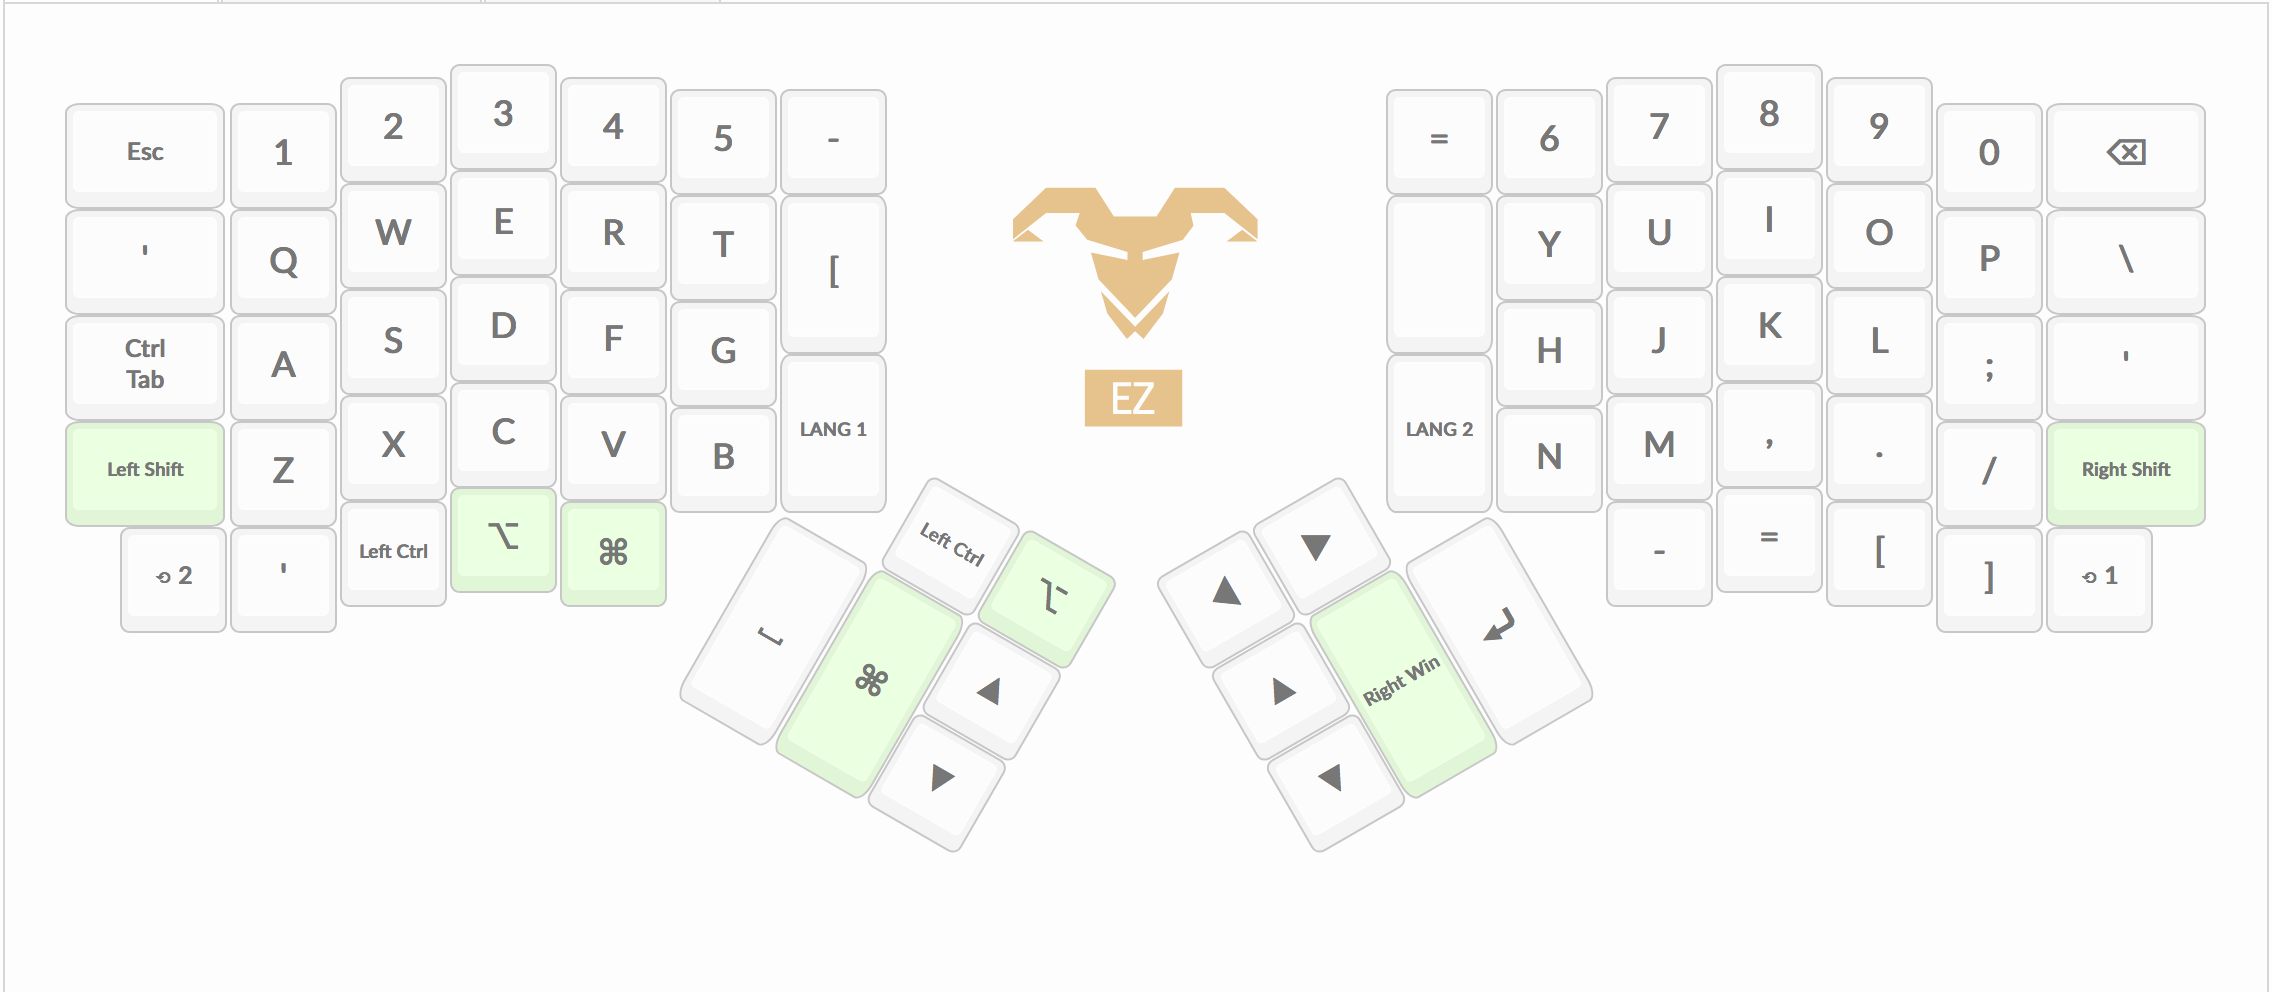 Esc 1 2 3 4 5 -
' Q W E R T [
Ctrl
Tab
A S D F G
Left Shift Z X C V B LANG 1
⟲ 2 ' Left Ctrl ⌥ ⌘
Left Ctrl ⌥
⌘ ◀
▶
EZ
= 6 7 8 9 0 ⌫
Y U I O P \
H J K L ; '
LANG 2 N M , . / Right Shift
- = [ ] ⟲ 1
▲ ▼
▶ Right Win ↵
◀